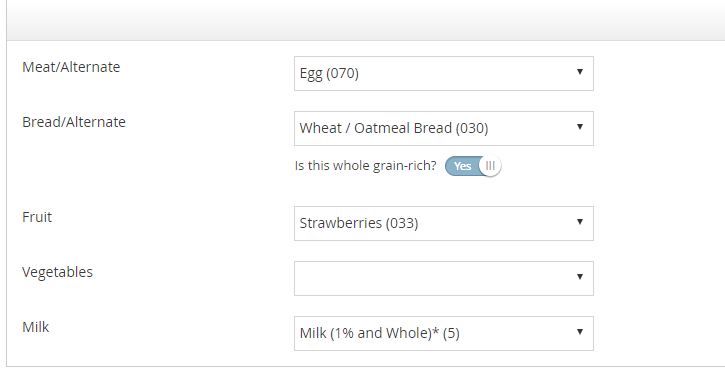 Meat/Alternate
Egg (070)
Bread/Alternate
Wheat / Oatmeal Bread (030)
Is this whole grain-rich? Yes
Fruit
Strawberries (033)
Vegetables
Milk
Milk (1% and Whole)* (5)